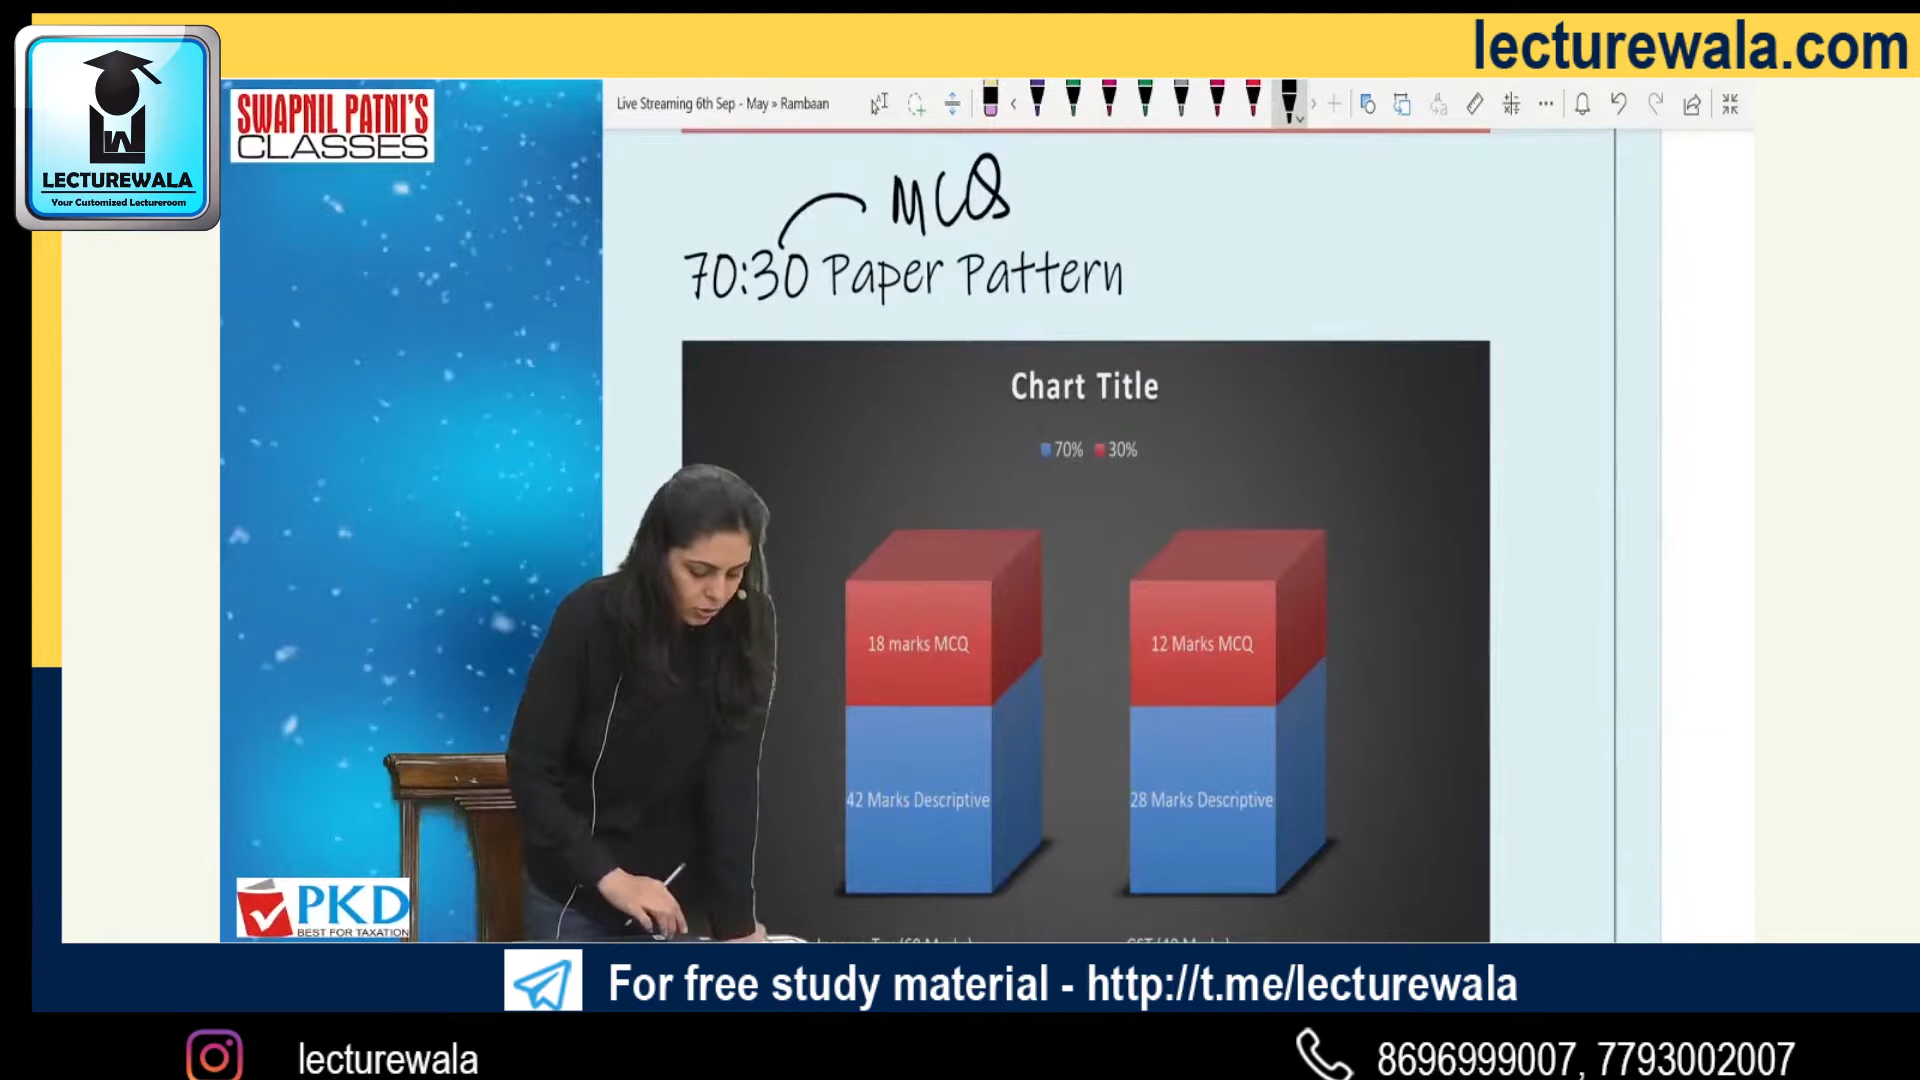 lecturewala.com
LW
LECTUREWALA
Your Customized Lectureroom
SWAPNIL PATNI'S
CLASSES
Live Streaming 6th Sep - May » Rambaan
MCQ
70:30 Paper Pattern
Chart Title
70% 30%
18 marks MCQ
12 Marks MCQ
42 Marks Descriptive
28 Marks Descriptive
PKD
BEST FOR TAXATION
For free study material - http://t.me/lecturewala
lecturewala
8696999007, 7793002007